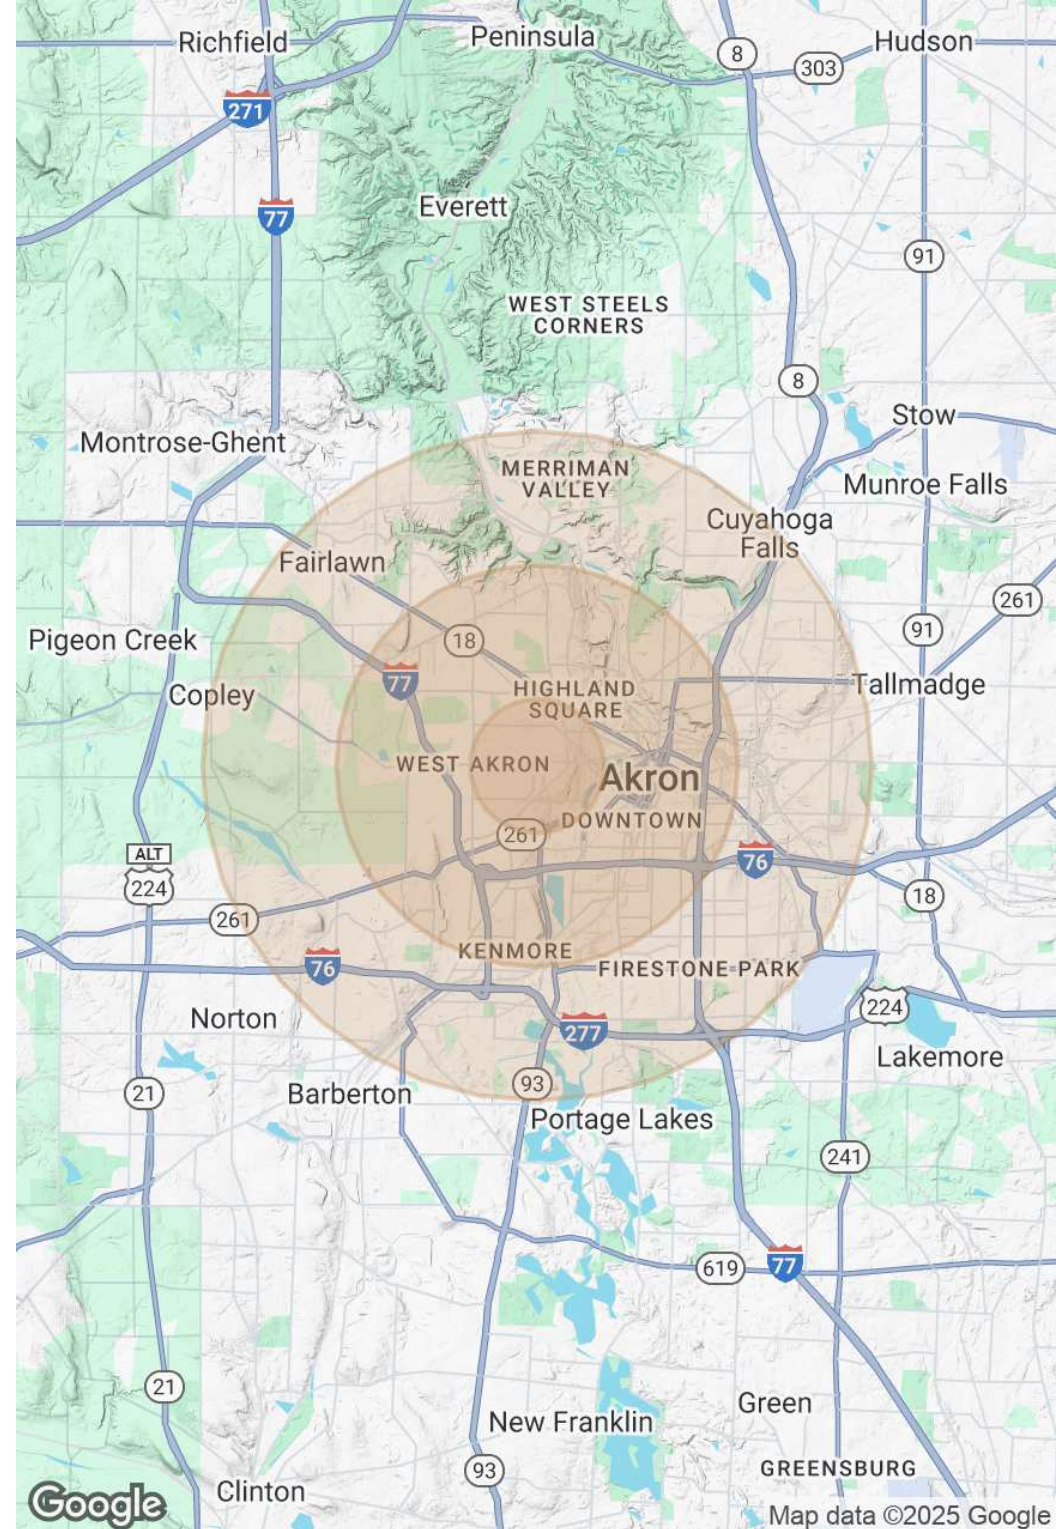 Richfield
Peninsula
Hudson
8
303
271
77
Everett
91
WEST STEELS
CORNERS
8
Stow
Montrose-Ghent
MERRIMAN
VALLEY
Munroe Falls
Cuyahoga
Falls
Fairlawn
261
91
18
Pigeon Creek
77
Tallmadge
Copley
HIGHLAND
SQUARE
WEST AKRON
Akron
DOWNTOWN
261
ALT
224
76
18
261
KENMORE
76
FIRESTONE PARK
224
Norton
277
Lakemore
21
Barberton
93
Portage Lakes
241
619
77
21
Green
New Franklin
93
GREENSBURG
Clinton
Google
Map data ©2025 Google